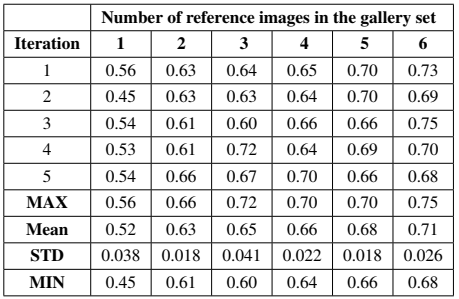 Number of reference images in the gallery set
Iteration 1 2 3 4 5 6
1 0.56 0.63 0.64 0.65 0.70 0.73
2 0.45 0.63 0.63 0.64 0.70 0.69
3 0.54 0.61 0.60 0.66 0.66 0.75
4 0.53 0.61 0.72 0.64 0.69 0.70
5 0.54 0.66 0.67 0.70 0.66 0.68
MAX 0.56 0.66 0.72 0.70 0.70 0.75
Mean 0.52 0.63 0.65 0.66 0.68 0.71
STD 0.038 0.018 0.041 0.022 0.018 0.026
MIN 0.45 0.61 0.60 0.64 0.66 0.68